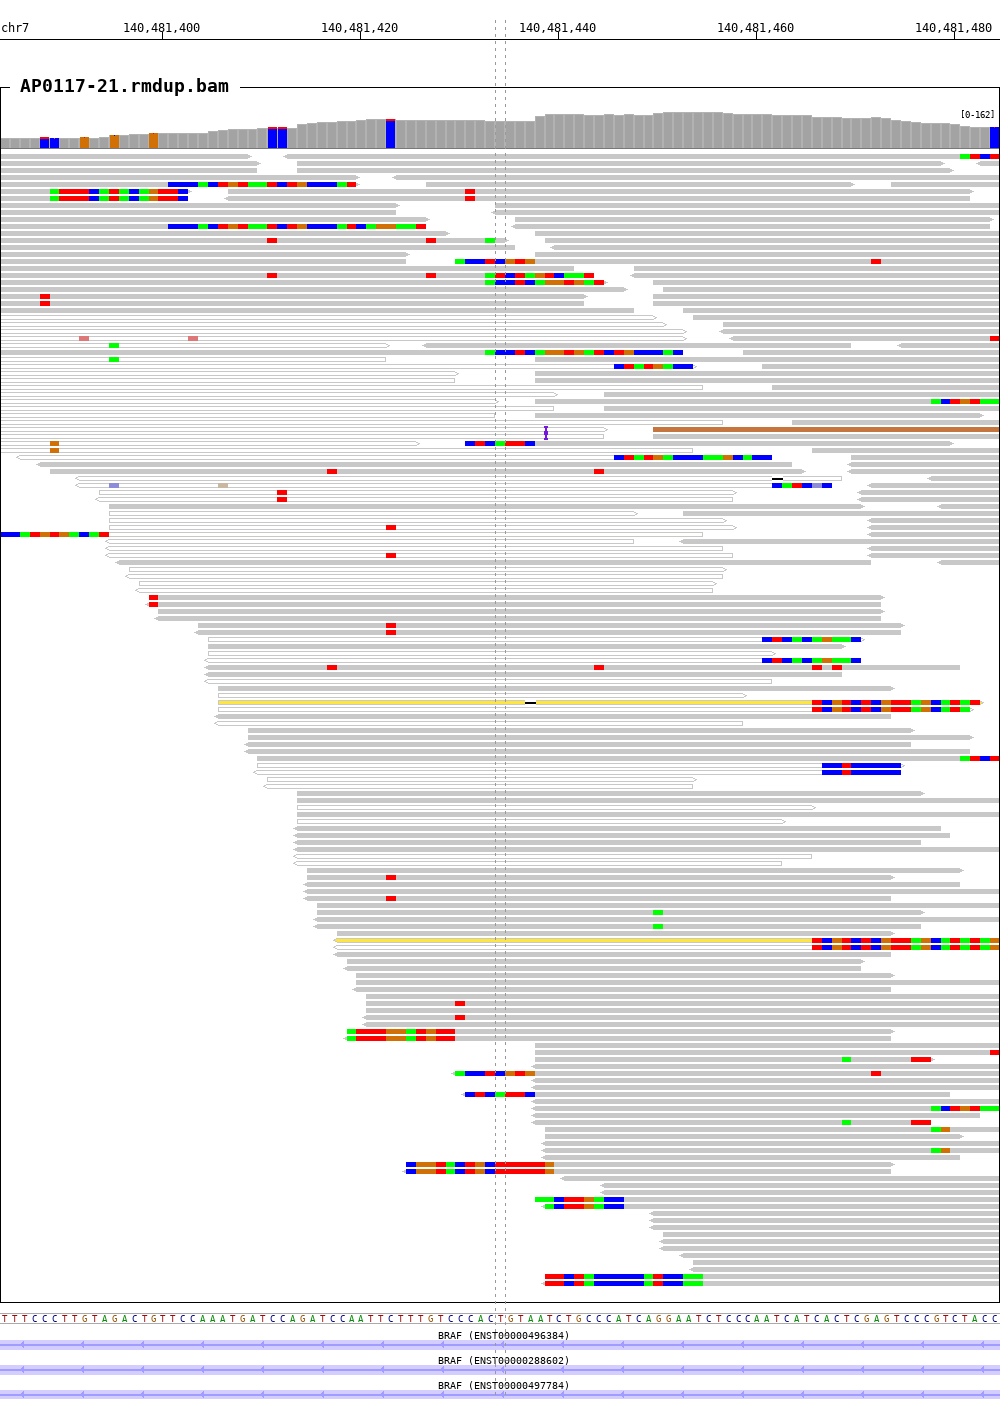 chr7 140,481,400 140,481,420 140,481,440 140,481,460 140,481,480
AP0117-21.rmdup.bam
[0-162]
T T T C C C T T G T A G A C T G T T C C A A A T G A T C C A G A T C C A A T T C T T T G T C C C A C T G T A A T C T G C C C A T C A G G A A T C T C C C A A T C A T C A C T C G A G T C C C G T C T A C C
BRAF (ENST00000496384)
BRAF (ENST00000288602)
BRAF (ENST00000497784)